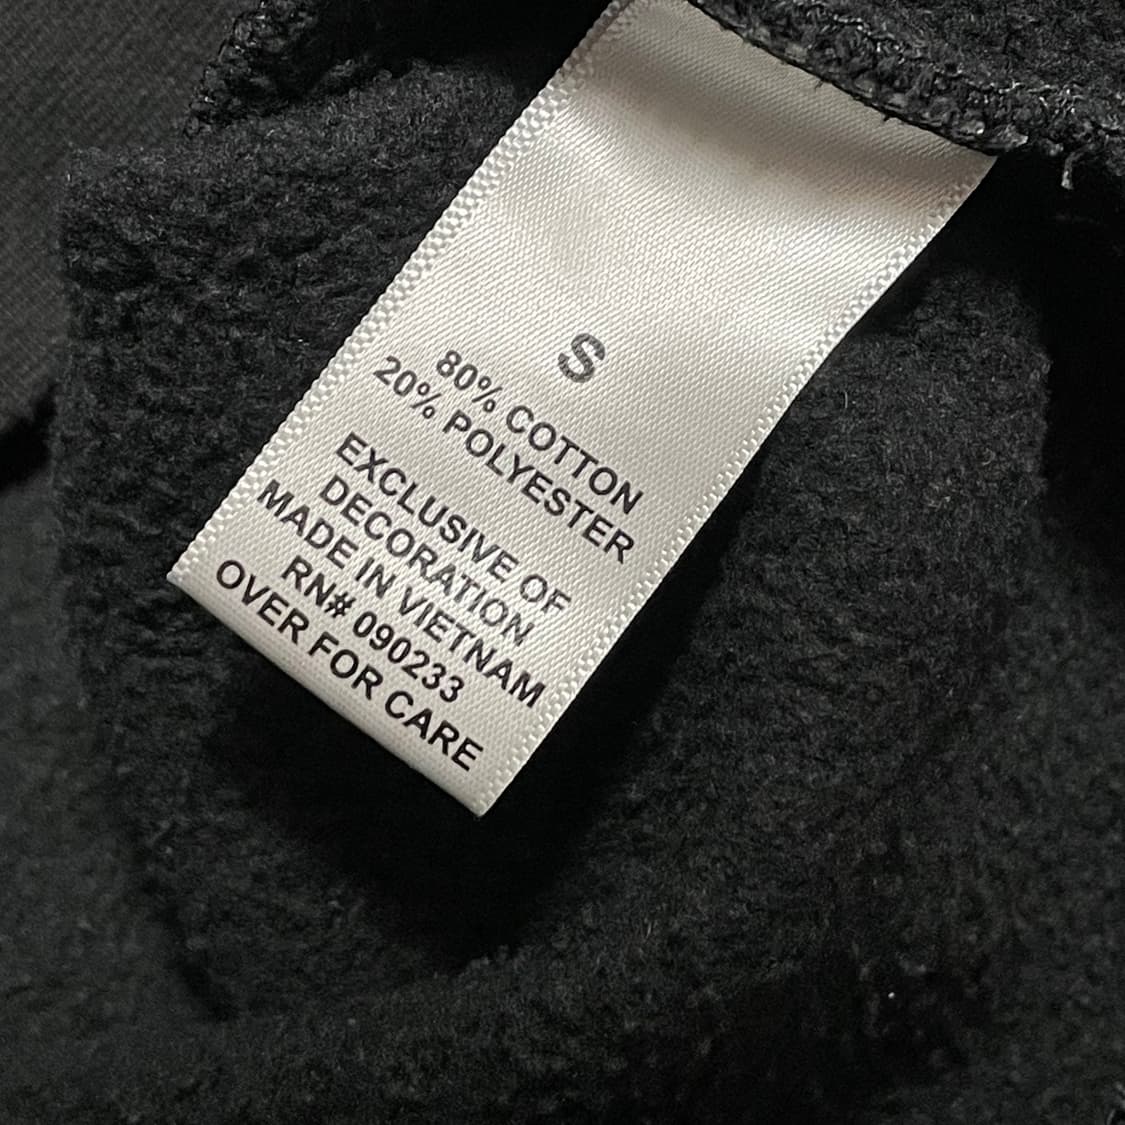 S
80% COTTON
20% POLYESTER
EXCLUSIVE OF
DECORATION
MADE IN VIETNAM
RN# 090233
OVER FOR CARE